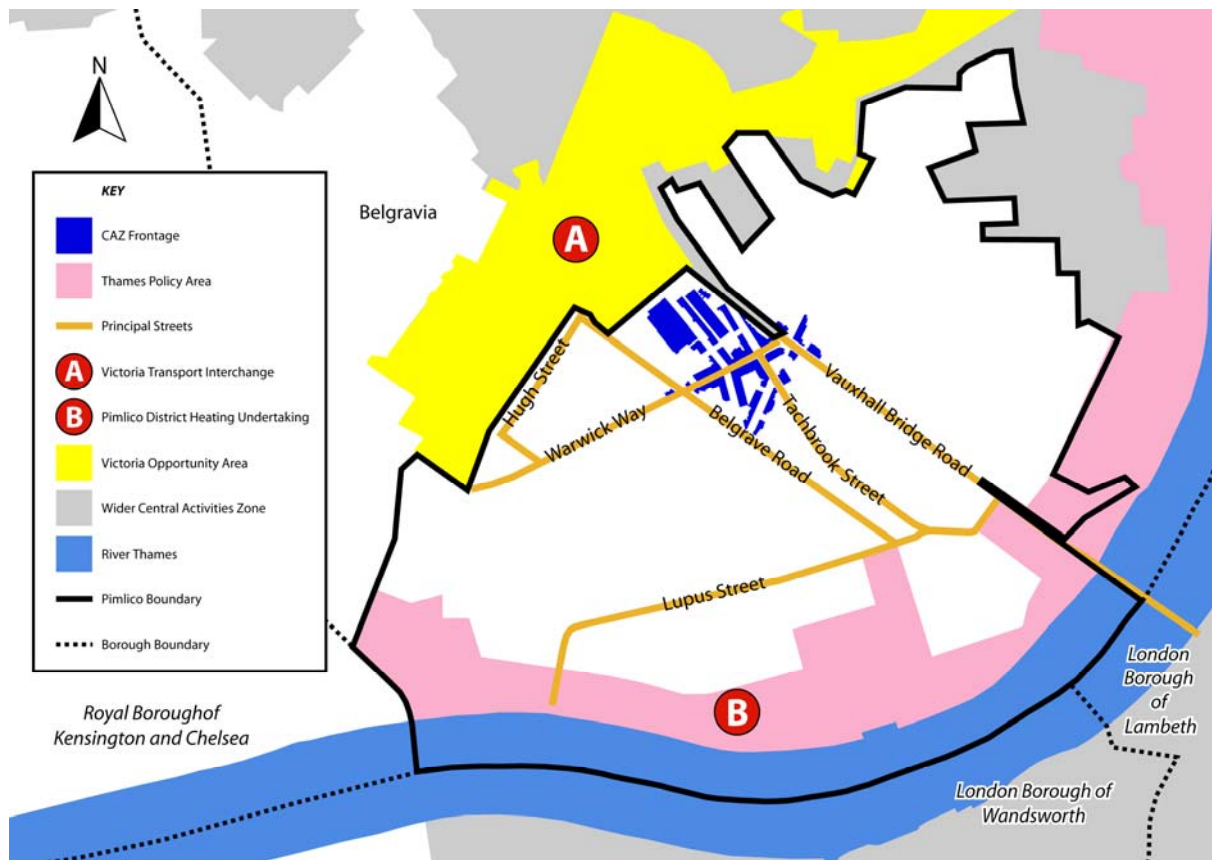 N
KEY
CAZ Frontage
Thames Policy Area
Principal Streets
A
Victoria Transport Interchange
B
Pimlico District Heating Undertaking
Victoria Opportunity Area
Wider Central Activities Zone
River Thames
Pimlico Boundary
Borough Boundary
Belgravia
A
Hugh Street
Warwick Way
Belgrave Road
Tachbrook Street
Vauxhall Bridge Road
Lupus Street
B
Royal Boroughof
Kensington and Chelsea
London
Borough
of
Lambeth
London Borough of
Wandsworth